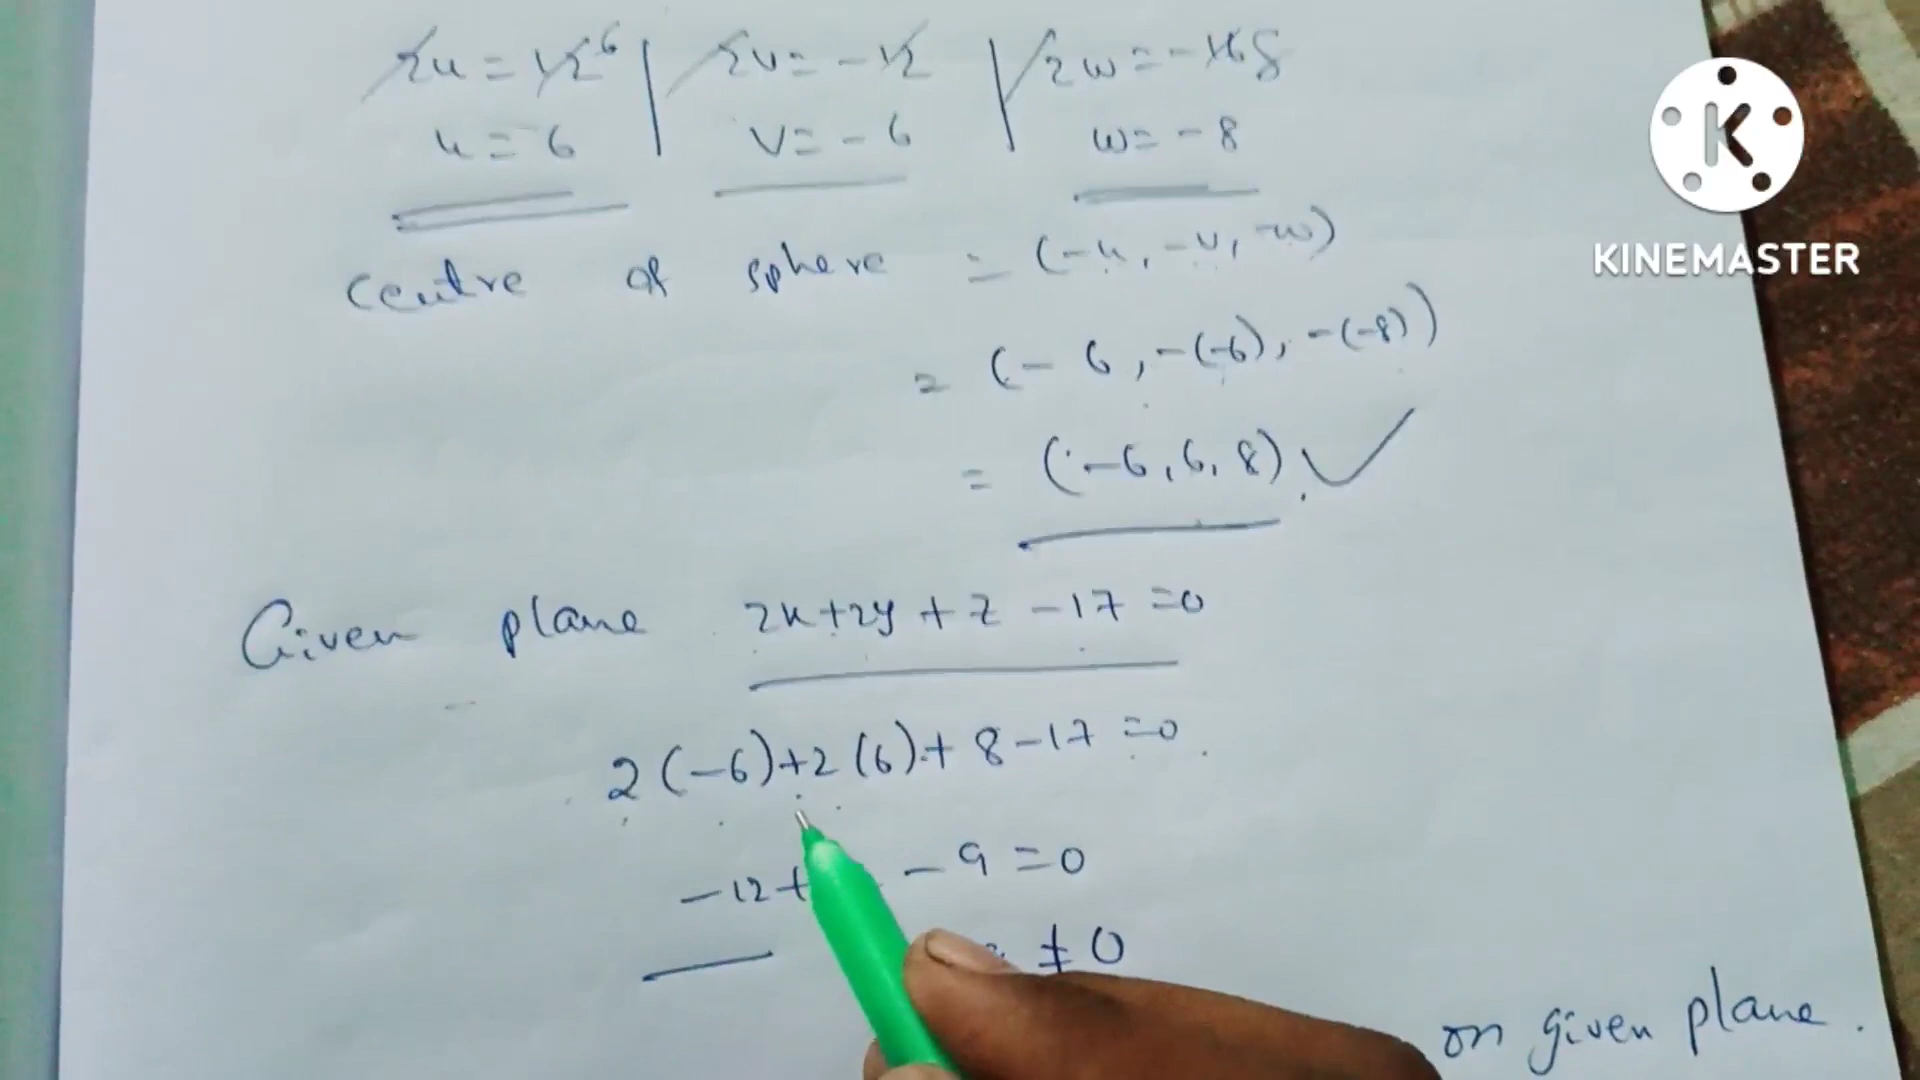 2u = 12 6 | 2v = -12 | 2w = -16 8
u = 6 | v = -6 | w = -8
K
KINEMASTER
centre of sphere = (-u, -v, -w)
= (-6, -(-6), -(-8))
= (-6, 6, 8) ✓
Given plane 2x+2y+z-17=0
2(-6)+2(6)+8-17=0
-12+ -9=0
≠0
on given plane.